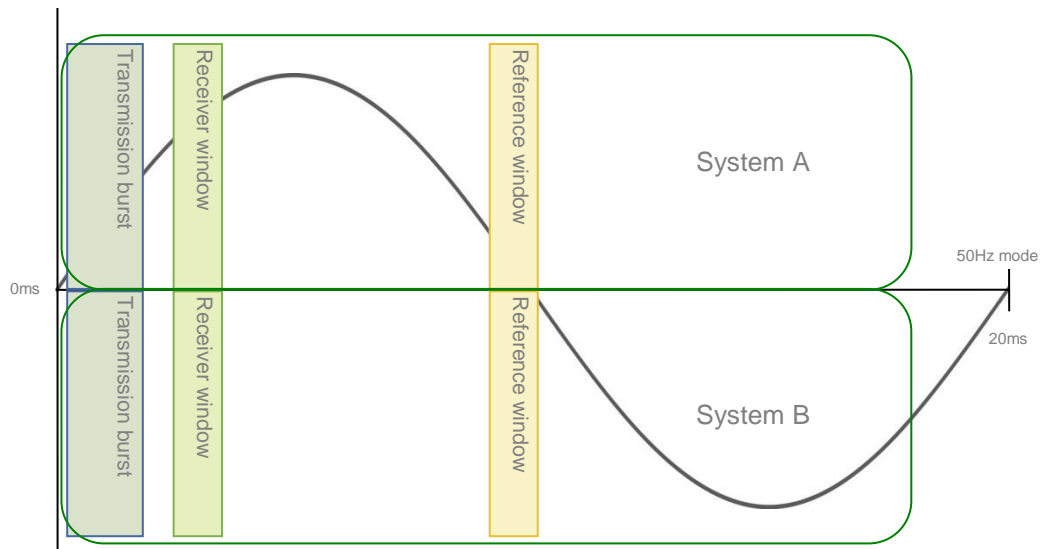 Transmission burst
Receiver window
Reference window
System A
50Hz mode
0ms
20ms
Transmission burst
Receiver window
Reference window
System B